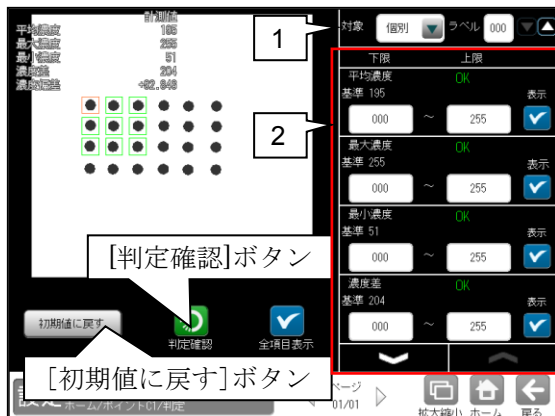 計測値
平均濃度 195
最大濃度 255
最小濃度 51
濃度差 204
濃度偏差
1
対象 個別 ラベル 000
下限 上限
2
平均濃度 OK
基準 195 表示
000 ~ 255
最大濃度 OK
基準 255 表示
000 ~ 255
最小濃度 OK
基準 51 表示
000 ~ 255
濃度差 OK
基準 204 表示
000 ~ 255
[判定確認]ボタン
初期値に戻す
判定確認
全項目表示
[初期値に戻す]ボタン
設定 ホーム/ポイント01/判定
ページ
01/01
拡大縮小 ホーム 戻る